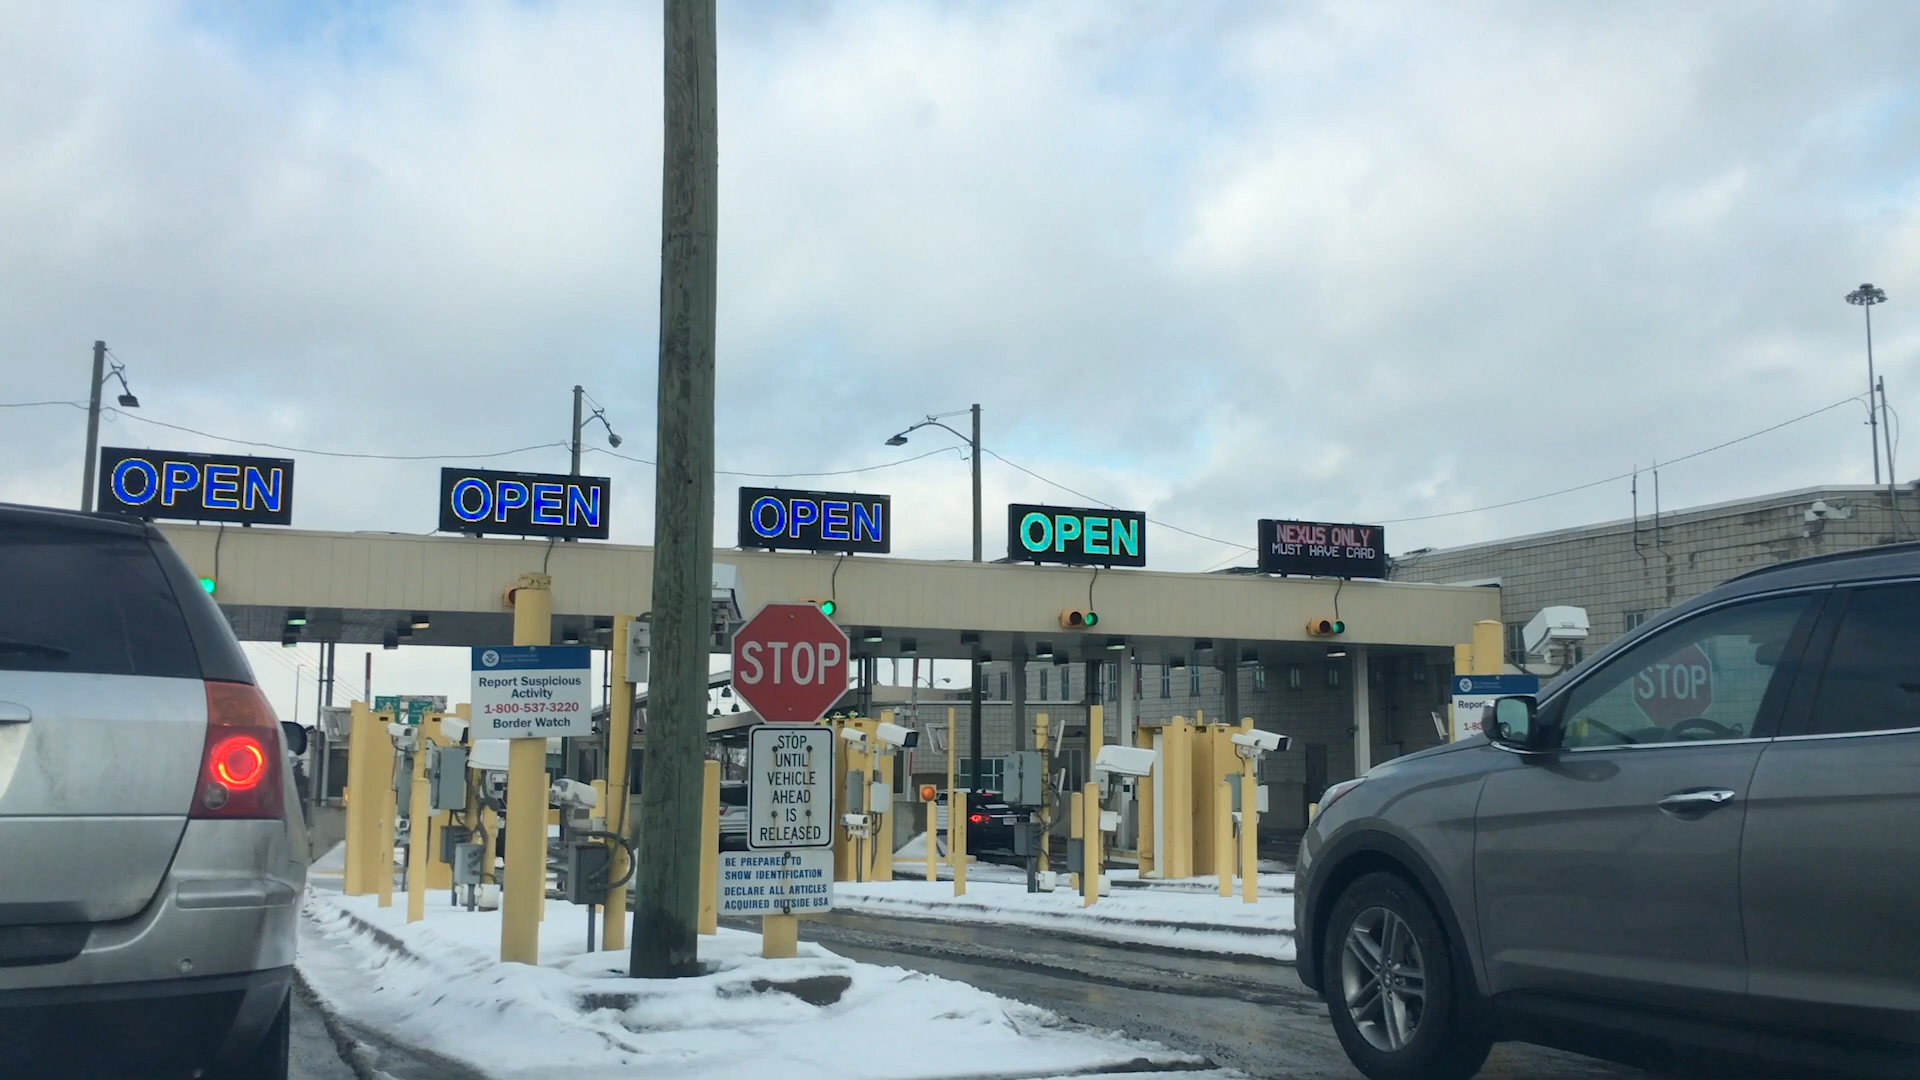 OPEN
OPEN
OPEN
OPEN
NEXUS ONLY
MUST HAVE CARD
Report Suspicious
Activity
1-800-537-3220
Border Watch
STOP
STOP
UNTIL
VEHICLE
AHEAD
IS
RELEASED
BE PREPARED TO
SHOW IDENTIFICATION
DECLARE ALL ARTICLES
ACQUIRED OUTSIDE USA
STOP